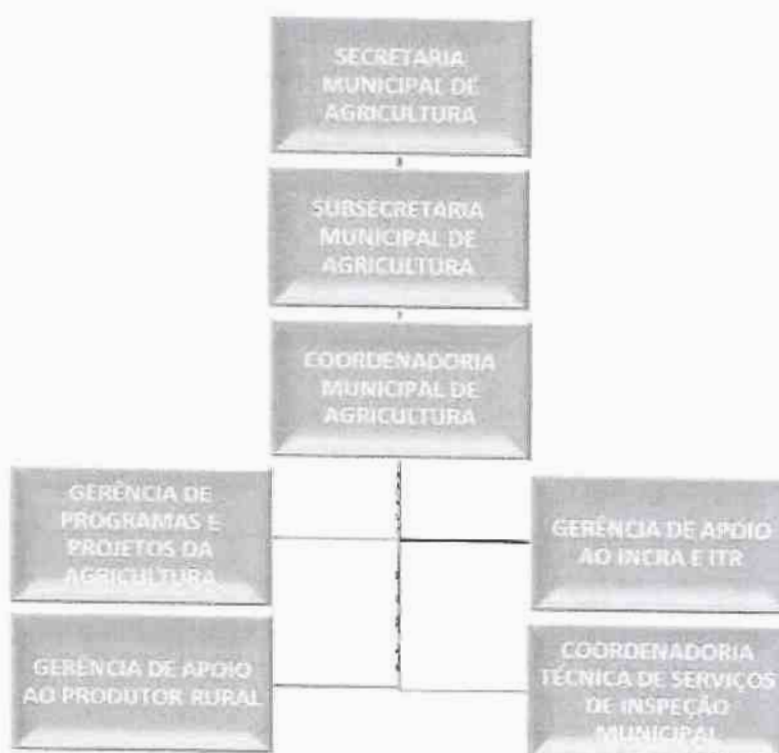 SECRETARIA
MUNICIPAL DE
AGRICULTURA
SUBSECRETARIA
MUNICIPAL DE
AGRICULTURA
COORDENADORIA
MUNICIPAL DE
AGRICULTURA
GERÊNCIA DE
PROGRAMAS E
PROJETOS DA
AGRICULTURA
GERÊNCIA DE APOIO
AO INCRA E ITR
GERÊNCIA DE APOIO
AO PRODUTOR RURAL
COORDENADORIA
TÉCNICA DE SERVIÇOS
DE INSPEÇÃO
MUNICIPAL